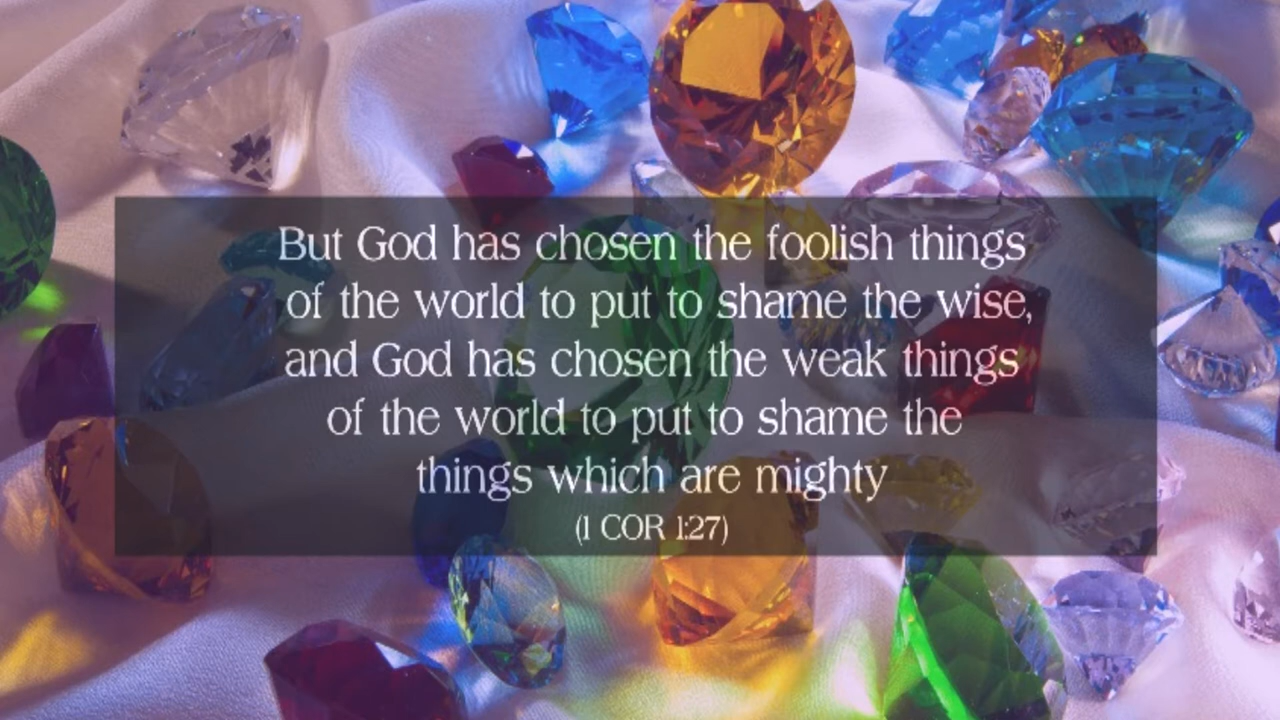 But God has chosen the foolish things
of the world to put to shame the wise,
and God has chosen the weak things
of the world to put to shame the
things which are mighty
(1 COR 1:27)